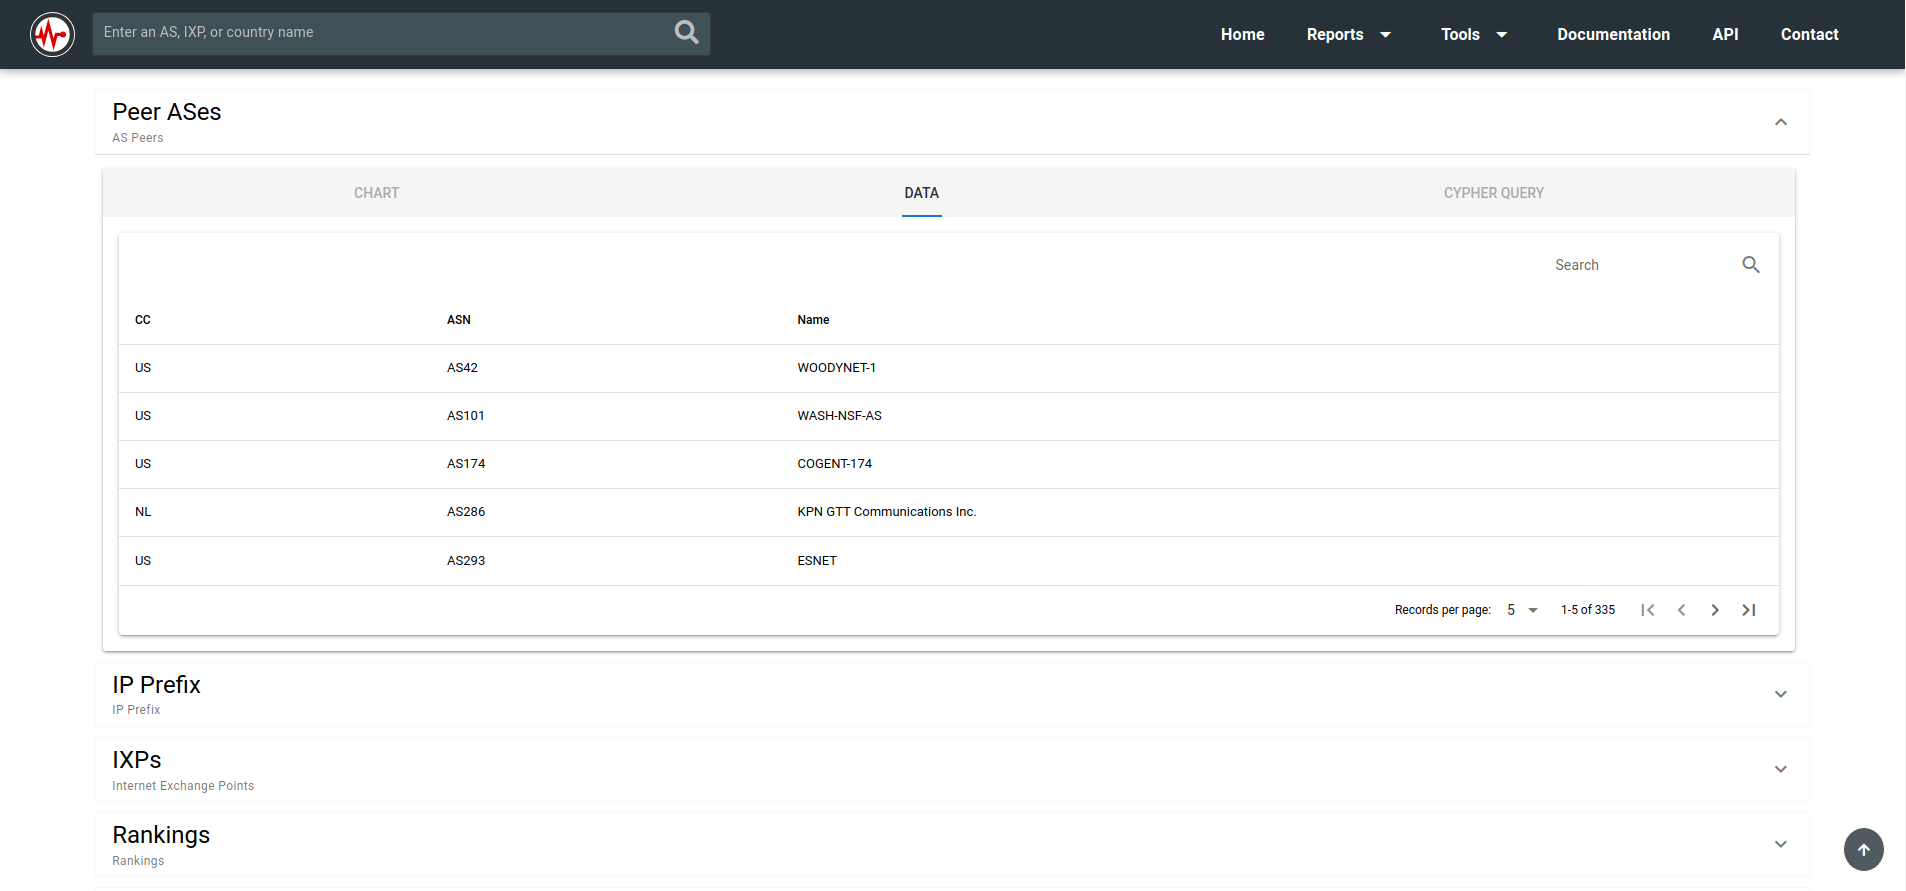 Enter an AS, IXP, or country name
Home Reports Tools Documentation API Contact
Peer ASes
AS Peers
CHART DATA CYPHER QUERY
Search
CC ASN Name
US AS42 WOODYNET-1
US AS101 WASH-NSF-AS
US AS174 COGENT-174
NL AS286 KPN GTT Communications Inc.
US AS293 ESNET
Records per page: 5 1-5 of 335
IP Prefix
IP Prefix
IXPs
Internet Exchange Points
Rankings
Rankings